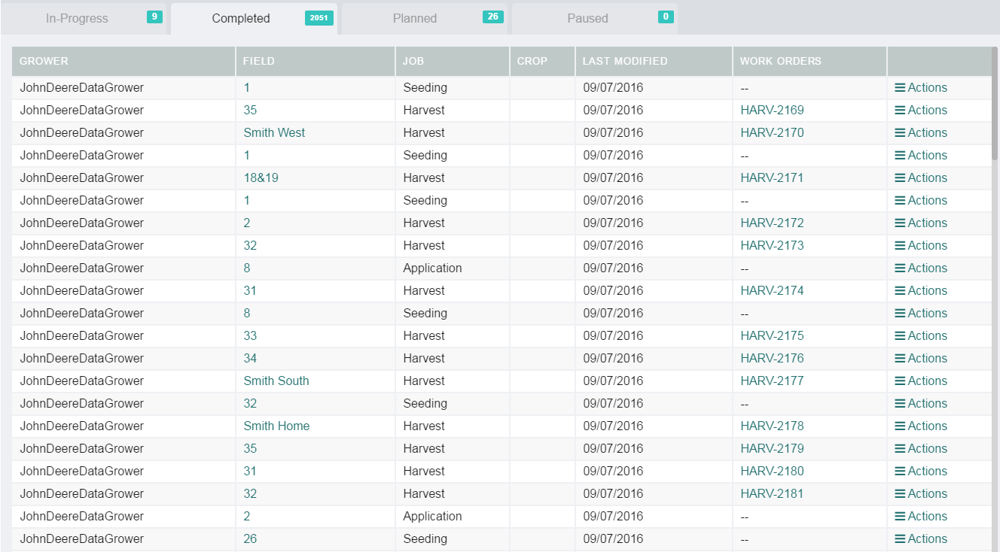 In-Progress 9 Completed 2051 Planned 26 Paused 0
GROWER FIELD JOB CROP LAST MODIFIED WORK ORDERS
JohnDeereDataGrower 1 Seeding 09/07/2016 -- Actions
JohnDeereDataGrower 35 Harvest 09/07/2016 HARV-2169 Actions
JohnDeereDataGrower Smith West Harvest 09/07/2016 HARV-2170 Actions
JohnDeereDataGrower 1 Seeding 09/07/2016 -- Actions
JohnDeereDataGrower 18&19 Harvest 09/07/2016 HARV-2171 Actions
JohnDeereDataGrower 1 Seeding 09/07/2016 -- Actions
JohnDeereDataGrower 2 Harvest 09/07/2016 HARV-2172 Actions
JohnDeereDataGrower 32 Harvest 09/07/2016 HARV-2173 Actions
JohnDeereDataGrower 8 Application 09/07/2016 -- Actions
JohnDeereDataGrower 31 Harvest 09/07/2016 HARV-2174 Actions
JohnDeereDataGrower 8 Seeding 09/07/2016 -- Actions
JohnDeereDataGrower 33 Harvest 09/07/2016 HARV-2175 Actions
JohnDeereDataGrower 34 Harvest 09/07/2016 HARV-2176 Actions
JohnDeereDataGrower Smith South Harvest 09/07/2016 HARV-2177 Actions
JohnDeereDataGrower 32 Seeding 09/07/2016 -- Actions
JohnDeereDataGrower Smith Home Harvest 09/07/2016 HARV-2178 Actions
JohnDeereDataGrower 35 Harvest 09/07/2016 HARV-2179 Actions
JohnDeereDataGrower 31 Harvest 09/07/2016 HARV-2180 Actions
JohnDeereDataGrower 32 Harvest 09/07/2016 HARV-2181 Actions
JohnDeereDataGrower 2 Application 09/07/2016 -- Actions
JohnDeereDataGrower 26 Seeding 09/07/2016 -- Actions